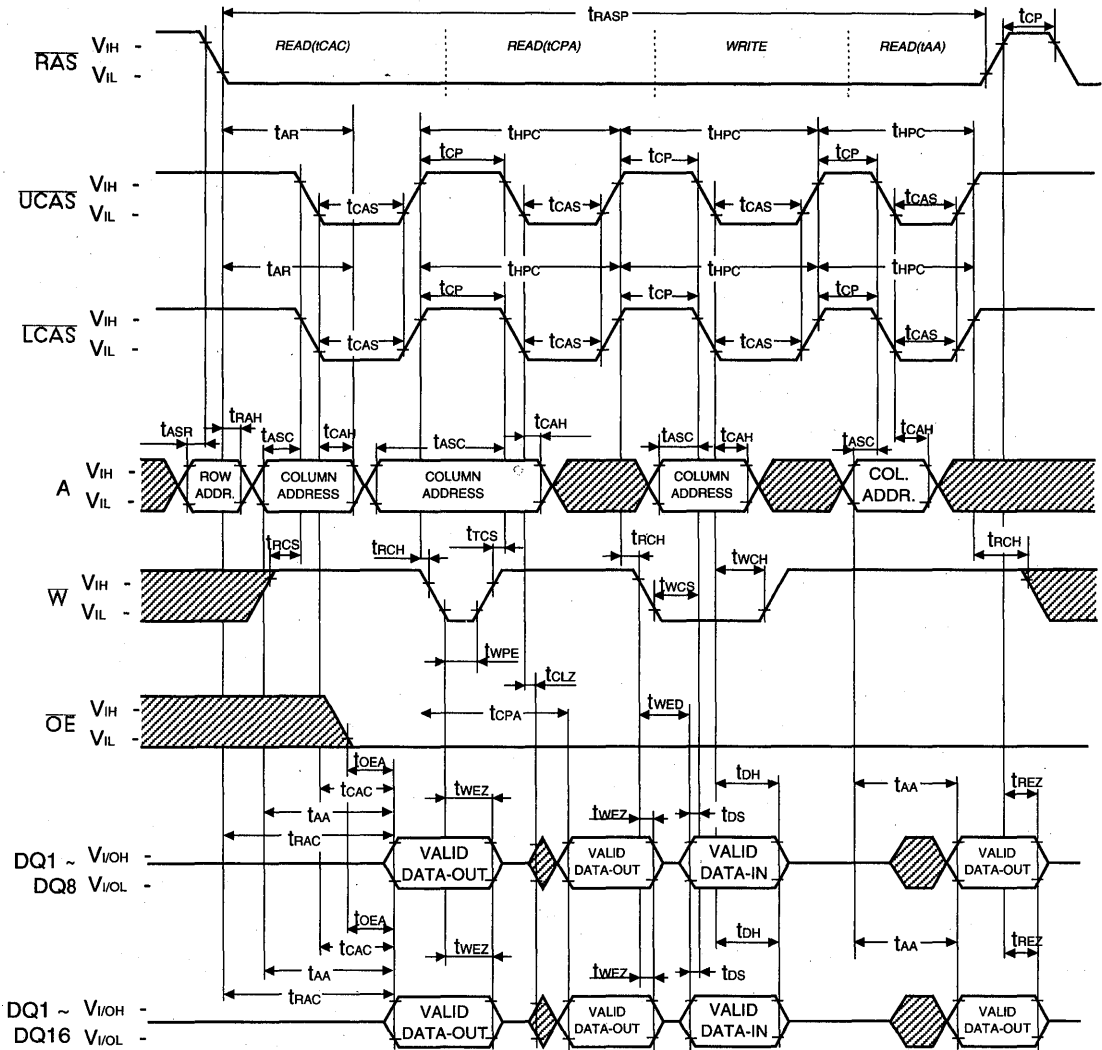 tRASP
tCP
RAS VIH - READ(tCAC) READ(tCPA) WRITE READ(tAA)
VIL -
tAR tHPC tHPC tHPC
tCP tCP tCP
UCAS VIH -
VIL - tCAS tCAS tCAS tCAS
tAR tHPC tHPC tHPC
tCP tCP tCP
LCAS VIH -
VIL - tCAS tCAS tCAS tCAS
tASR tRAH tASC tCAH tASC tCAH tASC tCAH tASC tCAH
A VIH - ROW ADDR. COLUMN ADDRESS COLUMN ADDRESS COLUMN ADDRESS COL. ADDR.
VIL -
tRCS tRCH tTCS tRCH tWCH tRCH
W VIH - tWCS
VIL -
tWPE
tCLZ
OE VIH - tCPA tWED
VIL -
tOEA
tCAC tWEZ tDH tAA tREZ
tAA tWEZ tDS
tRAC
DQ1 ~ VI/OH - VALID VALID VALID VALID
DQ8 VI/OL - DATA-OUT DATA-OUT DATA-IN DATA-OUT
tOEA
tCAC tWEZ tDH tAA tREZ
tAA tWEZ tDS
tRAC
DQ1 ~ VI/OH - VALID VALID VALID VALID
DQ16 VI/OL - DATA-OUT DATA-OUT DATA-IN DATA-OUT